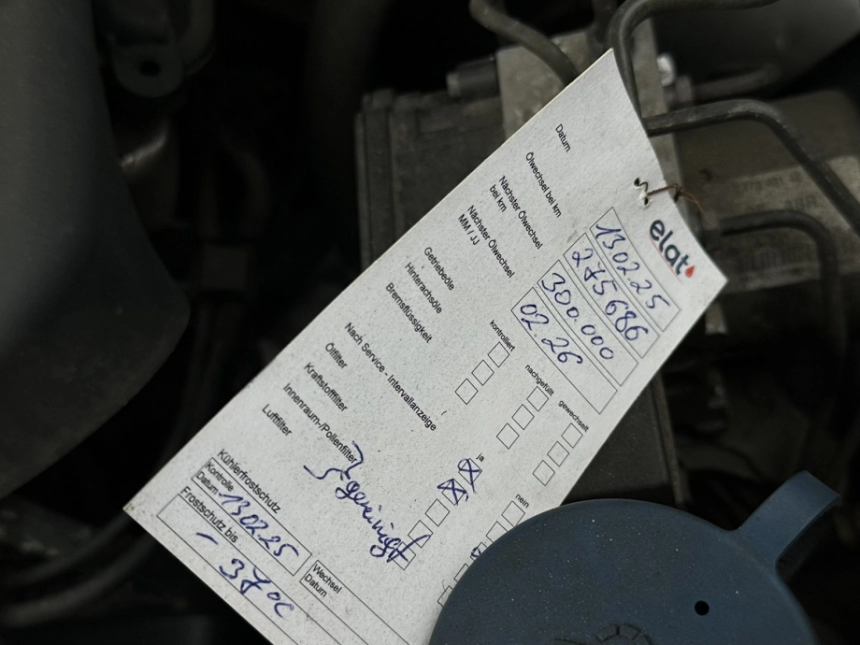 elat
Datum 130225
Ölwechsel bei km 275686
Nächster Ölwechsel
bei km 300.000
Nächster Ölwechsel
MM / JJ 02.26
kontrolliert nachgefüllt gewechselt
Getriebeöle
Hinterachsöle
Bremsflüssigkeit
ja nein
Nach Service - Intervallanzeige
Ölfilter
Kraftstofffilter
Innenraum-/Pollenfilter
Luftfilter
gereinigt
Kühlerfrostschutz
Kontrolle
Datum 130225
Wechsel
Datum
Frostschutz bis
- 37°C